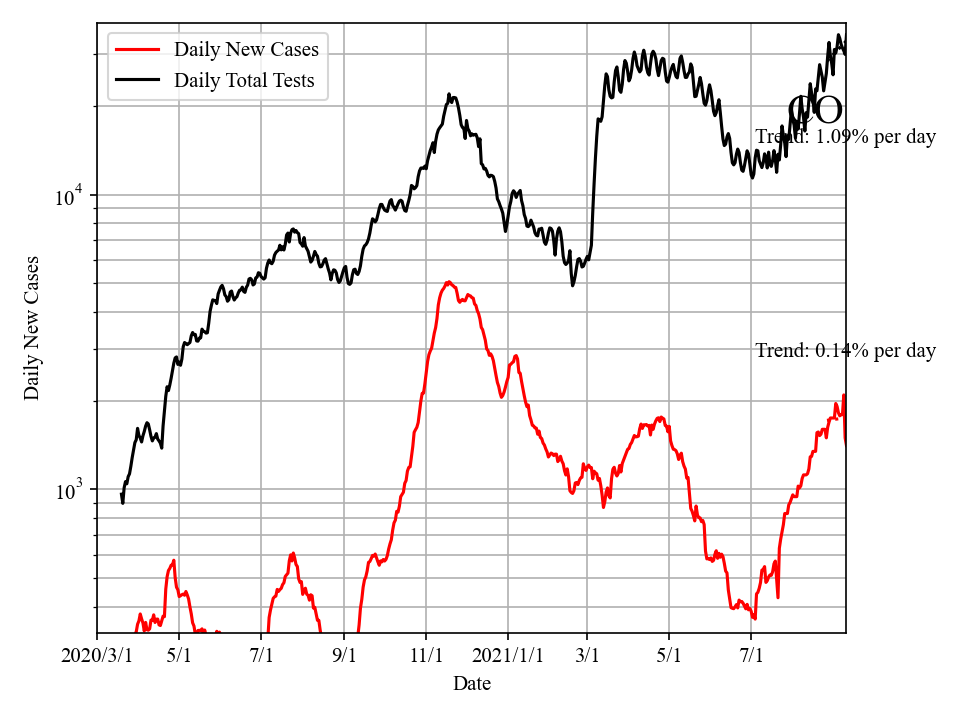 Daily New Cases
Daily Total Tests
CO
Trend: 1.09% per day
10^4
Daily New Cases
Trend: 0.14% per day
10^3
2020/3/1 5/1 7/1 9/1 11/1 2021/1/1 3/1 5/1 7/1
Date